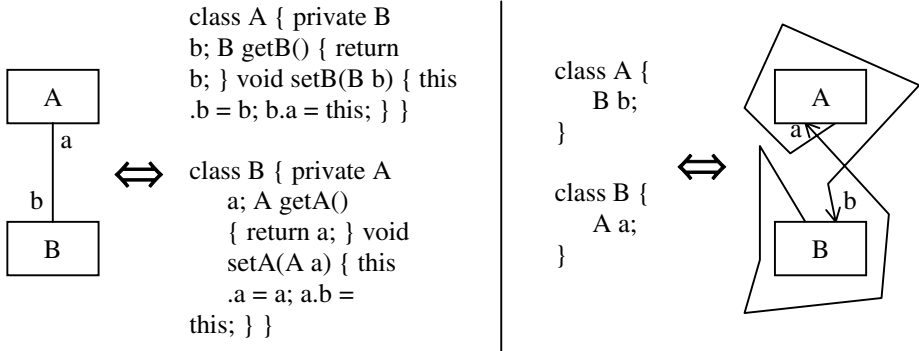 A
a
b
B
class A { private B
b; B getB() { return
b; } void setB(B b) { this
.b = b; b.a = this; } }
class B { private A
a; A getA()
{ return a; } void
setA(A a) { this
.a = a; a.b =
this; } }
class A {
B b;
}
class B {
A a;
}
A
a
b
B